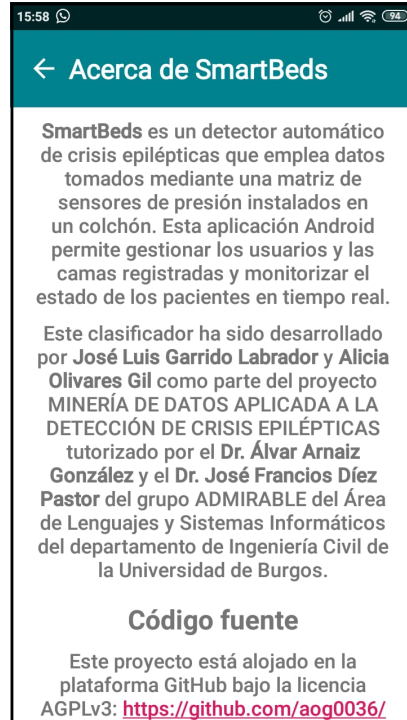 15:58
94
← Acerca de SmartBeds
SmartBeds es un detector automático
de crisis epilépticas que emplea datos
tomados mediante una matriz de
sensores de presión instalados en
un colchón. Esta aplicación Android
permite gestionar los usuarios y las
camas registradas y monitorizar el
estado de los pacientes en tiempo real.
Este clasificador ha sido desarrollado
por José Luis Garrido Labrador y Alicia
Olivares Gil como parte del proyecto
MINERÍA DE DATOS APLICADA A LA
DETECCIÓN DE CRISIS EPILÉPTICAS
tutorizado por el Dr. Álvar Arnaiz
González y el Dr. José Francios Díez
Pastor del grupo ADMIRABLE del Área
de Lenguajes y Sistemas Informáticos
del departamento de Ingeniería Civil de
la Universidad de Burgos.
Código fuente
Este proyecto está alojado en la
plataforma GitHub bajo la licencia
AGPLv3: https://github.com/aog0036/